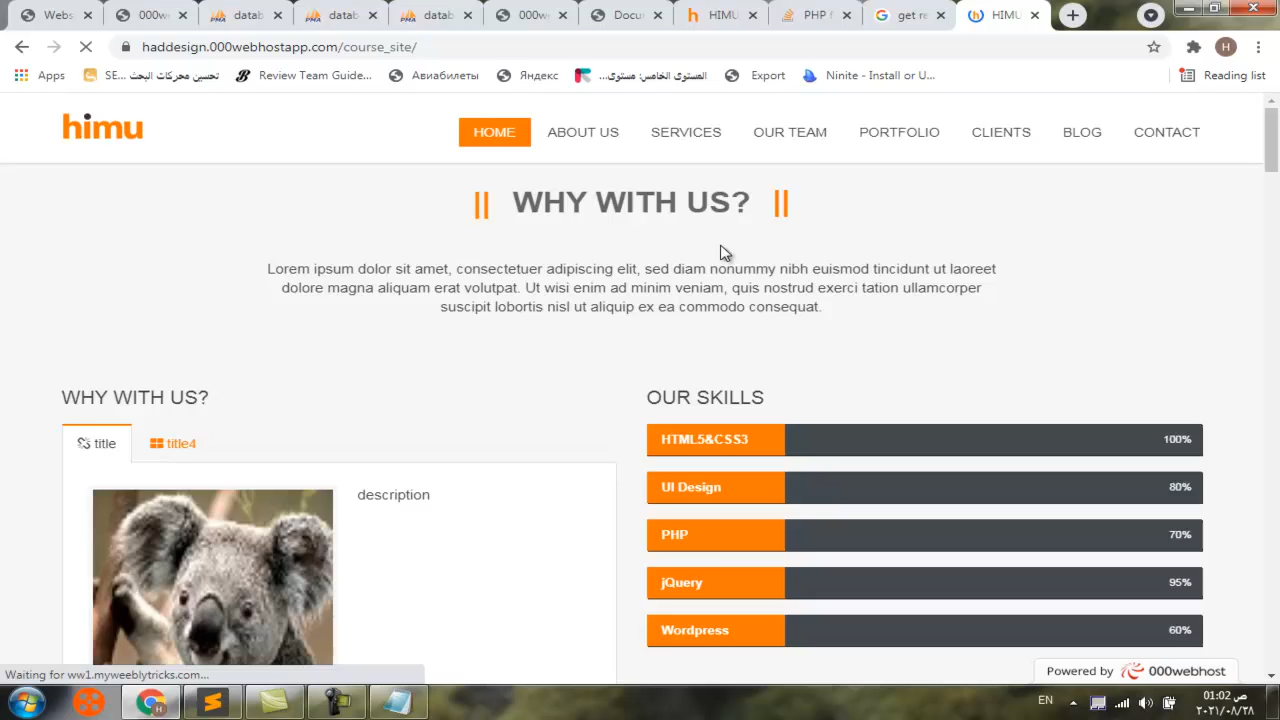 Webs
000w
datab
datab
datab
000w
Docu
HIMU
PHP f
get re
HIMU
haddesign.000webhostapp.com/course_site/
Apps
SE... تحسين محركات البحث
Review Team Guide...
Авиабилеты
Яндекс
المستوى الخامس: مستوى...
Export
Ninite - Install or U...
Reading list
himu
HOME
ABOUT US
SERVICES
OUR TEAM
PORTFOLIO
CLIENTS
BLOG
CONTACT
|| WHY WITH US? ||
Lorem ipsum dolor sit amet, consectetuer adipiscing elit, sed diam nonummy nibh euismod tincidunt ut laoreet
dolore magna aliquam erat volutpat. Ut wisi enim ad minim veniam, quis nostrud exerci tation ullamcorper
suscipit lobortis nisl ut aliquip ex ea commodo consequat.
WHY WITH US?
title
title4
description
OUR SKILLS
HTML5&CSS3 100%
UI Design 80%
PHP 70%
jQuery 95%
Wordpress 60%
Waiting for ww1.myweeblytricks.com...
Powered by 000webhost
EN
01:02 ص
٢٠٢١/٠٨/٢٨